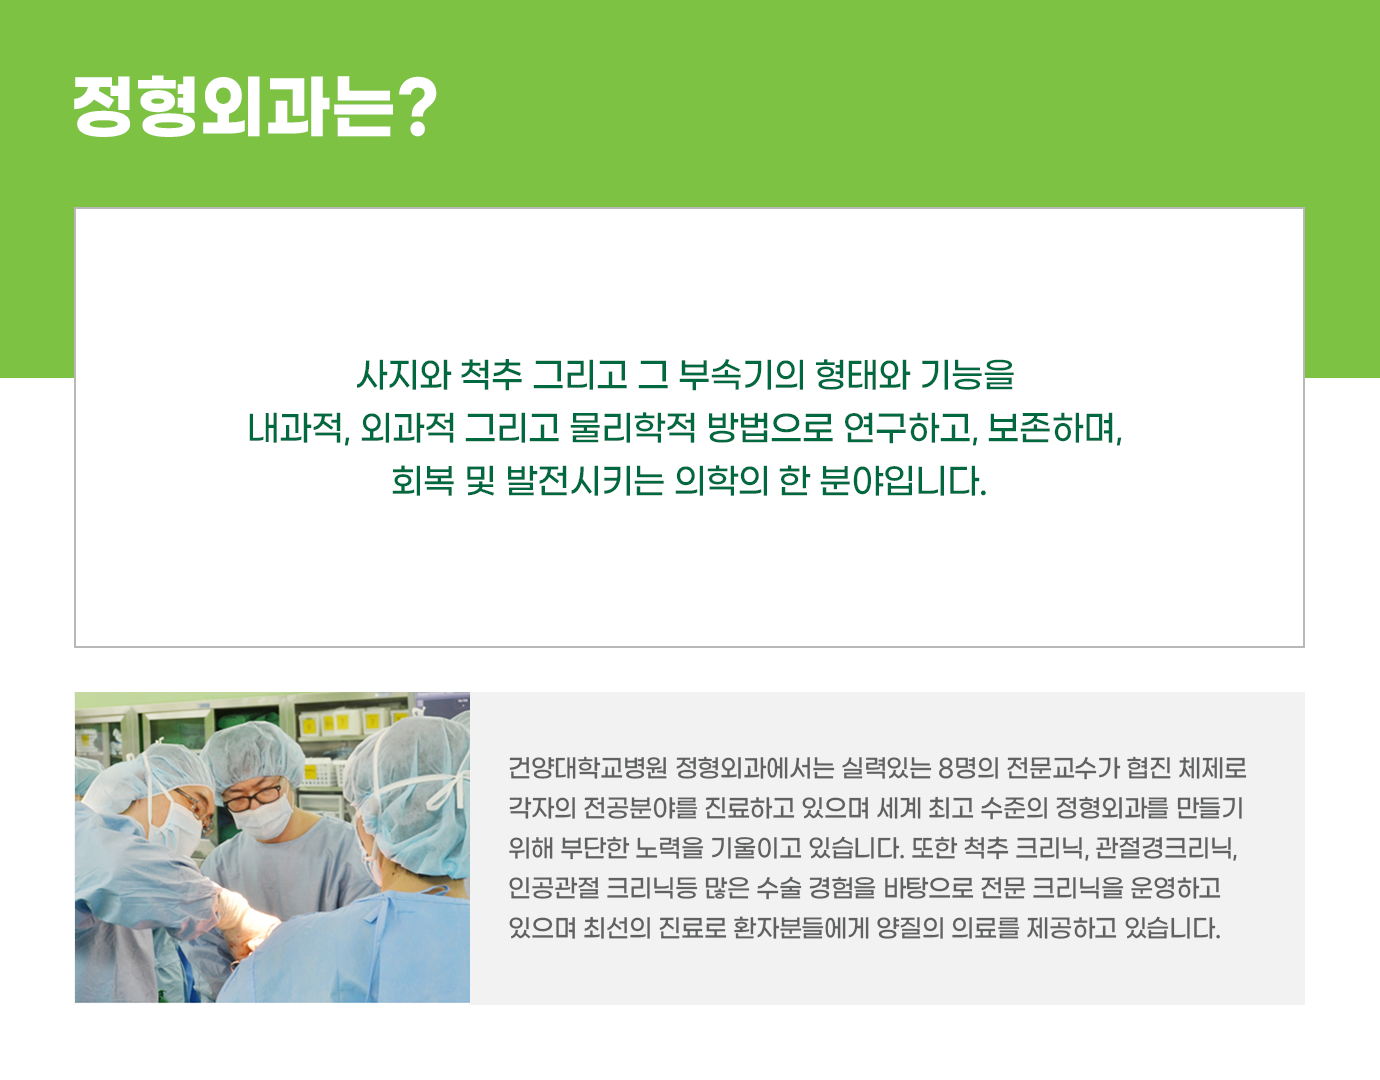 정형외과는?
사지와 척추 그리고 그 부속기의 형태와 기능을
내과적, 외과적 그리고 물리학적 방법으로 연구하고, 보존하며,
회복 및 발전시키는 의학의 한 분야입니다.
건양대학교병원 정형외과에서는 실력있는 8명의 전문교수가 협진 체제로
각자의 전공분야를 진료하고 있으며 세계 최고 수준의 정형외과를 만들기
위해 부단한 노력을 기울이고 있습니다. 또한 척추 크리닉, 관절경크리닉,
인공관절 크리닉등 많은 수술 경험을 바탕으로 전문 크리닉을 운영하고
있으며 최선의 진료로 환자분들에게 양질의 의료를 제공하고 있습니다.